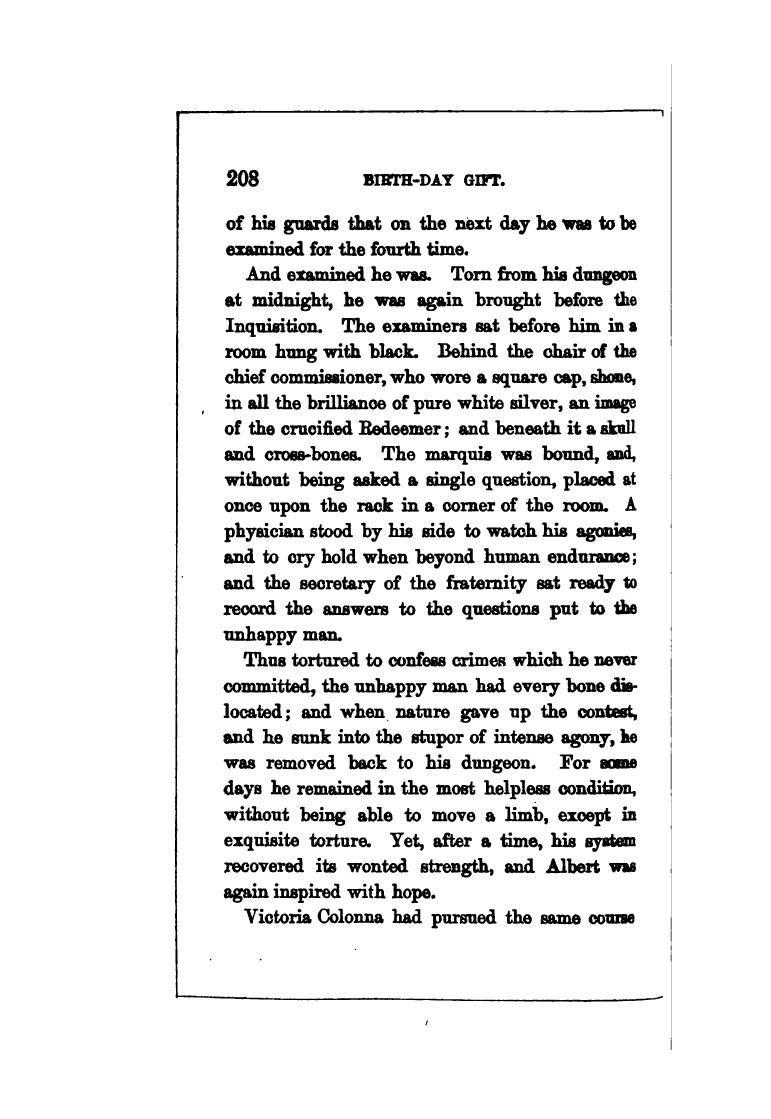 208 BIRTH-DAY GIFT.
of his guards that on the next day he was to be
examined for the fourth time.
And examined he was. Torn from his dungeon
at midnight, he was again brought before the
Inquisition. The examiners sat before him in a
room hung with black. Behind the chair of the
chief commissioner, who wore a square cap, shone,
in all the brilliance of pure white silver, an image
of the crucified Redeemer; and beneath it a skull
and cross-bones. The marquis was bound, and,
without being asked a single question, placed at
once upon the rack in a corner of the room. A
physician stood by his side to watch his agonies,
and to cry hold when beyond human endurance;
and the secretary of the fraternity sat ready to
record the answers to the questions put to the
unhappy man.
Thus tortured to confess crimes which he never
committed, the unhappy man had every bone dis-
located; and when nature gave up the contest,
and he sunk into the stupor of intense agony, he
was removed back to his dungeon. For some
days he remained in the most helpless condition,
without being able to move a limb, except in
exquisite torture. Yet, after a time, his system
recovered its wonted strength, and Albert was
again inspired with hope.
Victoria Colonna had pursued the same course